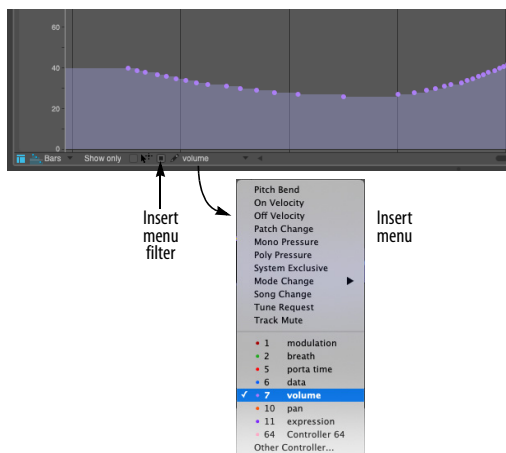 60
40
20
0
Bars Show only volume
Insert
menu
filter
Insert
menu
Pitch Bend
On Velocity
Off Velocity
Patch Change
Mono Pressure
Poly Pressure
System Exclusive
Mode Change
Song Change
Tune Request
Track Mute
1 modulation
2 breath
5 porta time
6 data
7 volume
10 pan
11 expression
64 Controller 64
Other Controller...